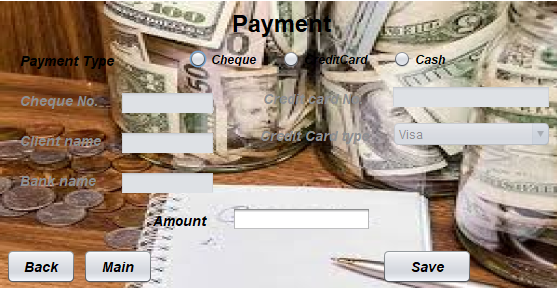 Payment
Payment Type Cheque CreditCard Cash
Cheque No..
Client name Credit Card type Visa
Bank name
Amount
Back Main Save